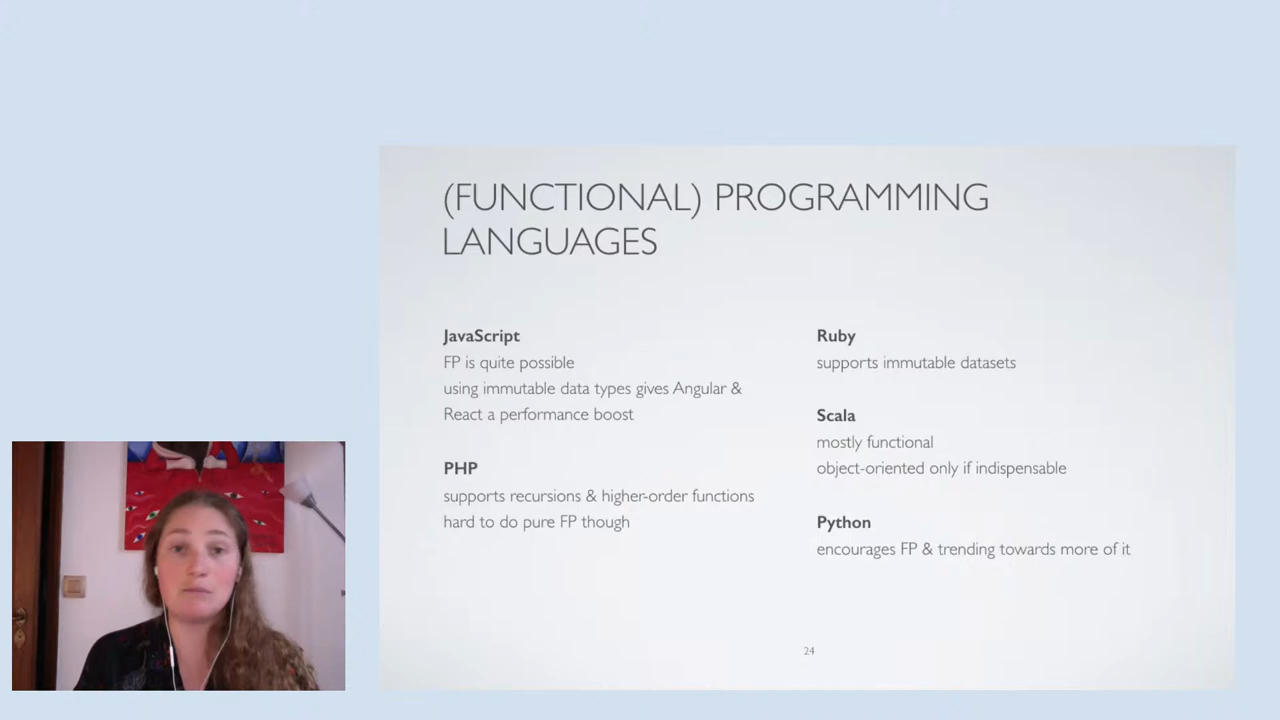 (FUNCTIONAL) PROGRAMMING
LANGUAGES
JavaScript
FP is quite possible
using immutable data types gives Angular &
React a performance boost
PHP
supports recursions & higher-order functions
hard to do pure FP though
Ruby
supports immutable datasets
Scala
mostly functional
object-oriented only if indispensable
Python
encourages FP & trending towards more of it
24